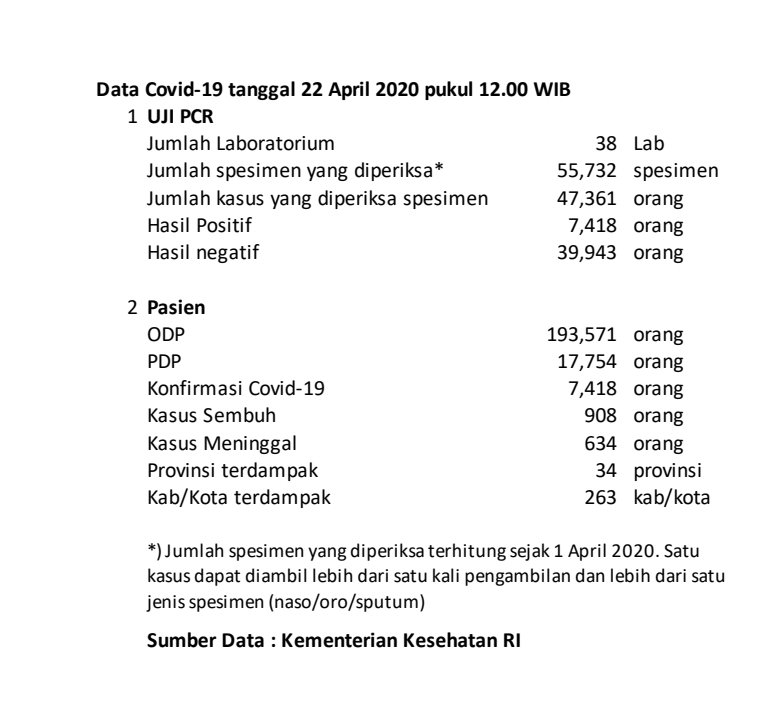 Data Covid-19 tanggal 22 April 2020 pukul 12.00 WIB
1 UJI PCR
Jumlah Laboratorium 38 Lab
Jumlah spesimen yang diperiksa* 55,732 spesimen
Jumlah kasus yang diperiksa spesimen 47,361 orang
Hasil Positif 7,418 orang
Hasil negatif 39,943 orang
2 Pasien
ODP 193,571 orang
PDP 17,754 orang
Konfirmasi Covid-19 7,418 orang
Kasus Sembuh 908 orang
Kasus Meninggal 634 orang
Provinsi terdampak 34 provinsi
Kab/Kota terdampak 263 kab/kota
*) Jumlah spesimen yang diperiksa terhitung sejak 1 April 2020. Satu
kasus dapat diambil lebih dari satu kali pengambilan dan lebih dari satu
jenis spesimen (naso/oro/sputum)
Sumber Data : Kementerian Kesehatan RI